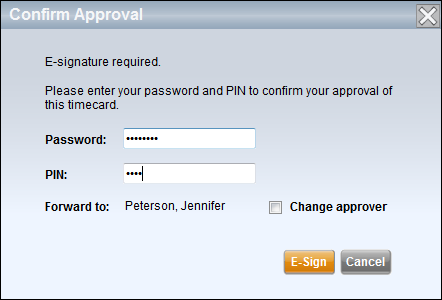 Confirm Approval
E-signature required.
Please enter your password and PIN to confirm your approval of
this timecard.
Password: ••••••••
PIN: ••••
Forward to: Peterson, Jennifer Change approver
E-Sign Cancel